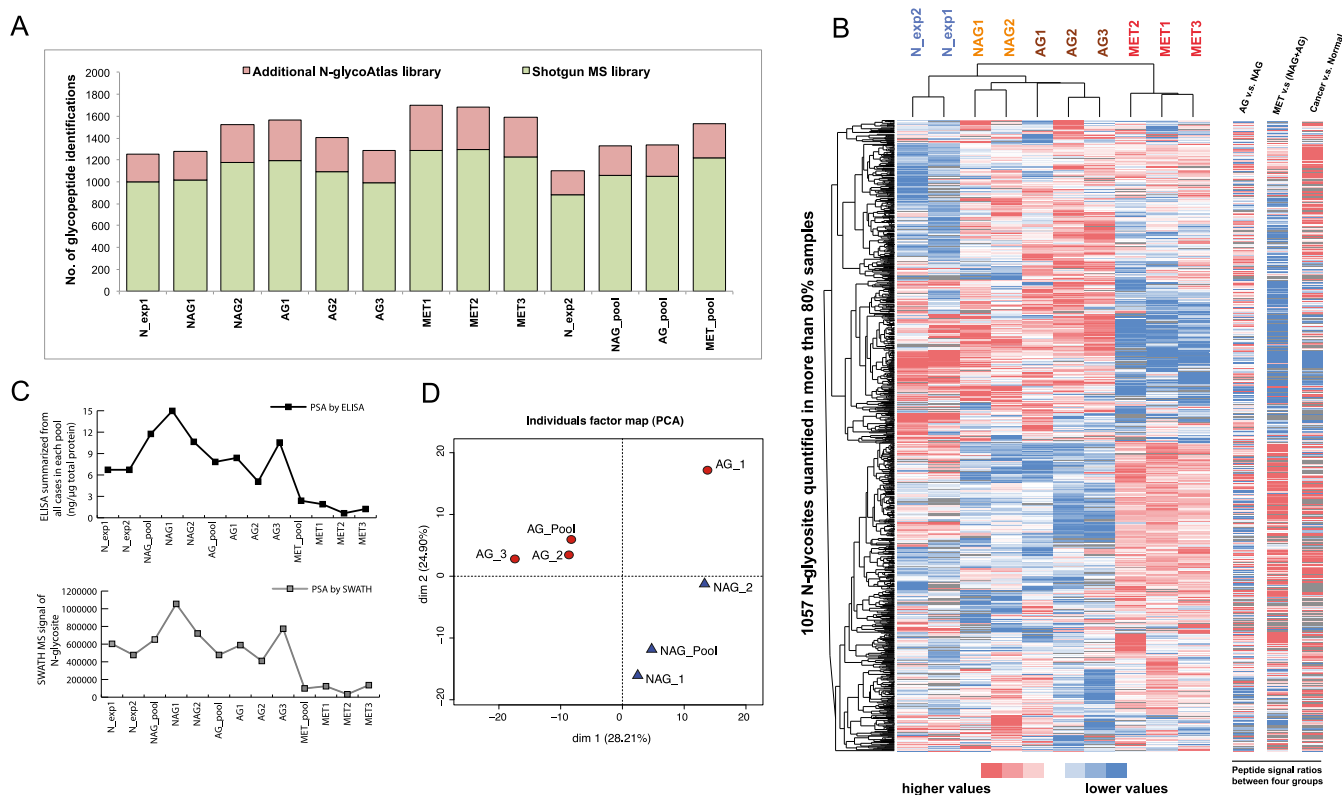 A
Additional N-glycoAtlas library
Shotgun MS library
No. of glycopeptide identifications
2000
1800
1600
1400
1200
1000
800
600
400
200
0
N_exp1
NAG1
NAG2
AG1
AG2
AG3
MET1
MET2
MET3
N_exp2
NAG_pool
AG_pool
MET_pool
B
N_exp2
N_exp1
NAG1
NAG2
AG1
AG2
AG3
MET2
MET1
MET3
AG v.s. NAG
MET v.s (NAG+AG)
Cancer v.s. Normal
1057 N-glycosites quantified in more than 80% samples
higher values
lower values
Peptide signal ratios
between four groups
C
PSA by ELISA
ELISA summarized from
all cases in each pool
(ng/µg total protein)
15
12
9
6
3
0
N_exp1
N_exp2
NAG_pool
NAG1
NAG2
AG_pool
AG1
AG2
AG3
MET_pool
MET1
MET2
MET3
PSA by SWATH
SWATH MS signal of
N-glycosite
1200000
1000000
800000
600000
400000
200000
0
N_exp1
N_exp2
NAG_pool
NAG1
NAG2
AG_pool
AG1
AG2
AG3
MET_pool
MET1
MET2
MET3
D
Individuals factor map (PCA)
dim 2 (24.90%)
20
10
0
−10
−20
AG_1
AG_Pool
AG_3
AG_2
NAG_2
NAG_Pool
NAG_1
−20
−10
0
10
20
dim 1 (28.21%)